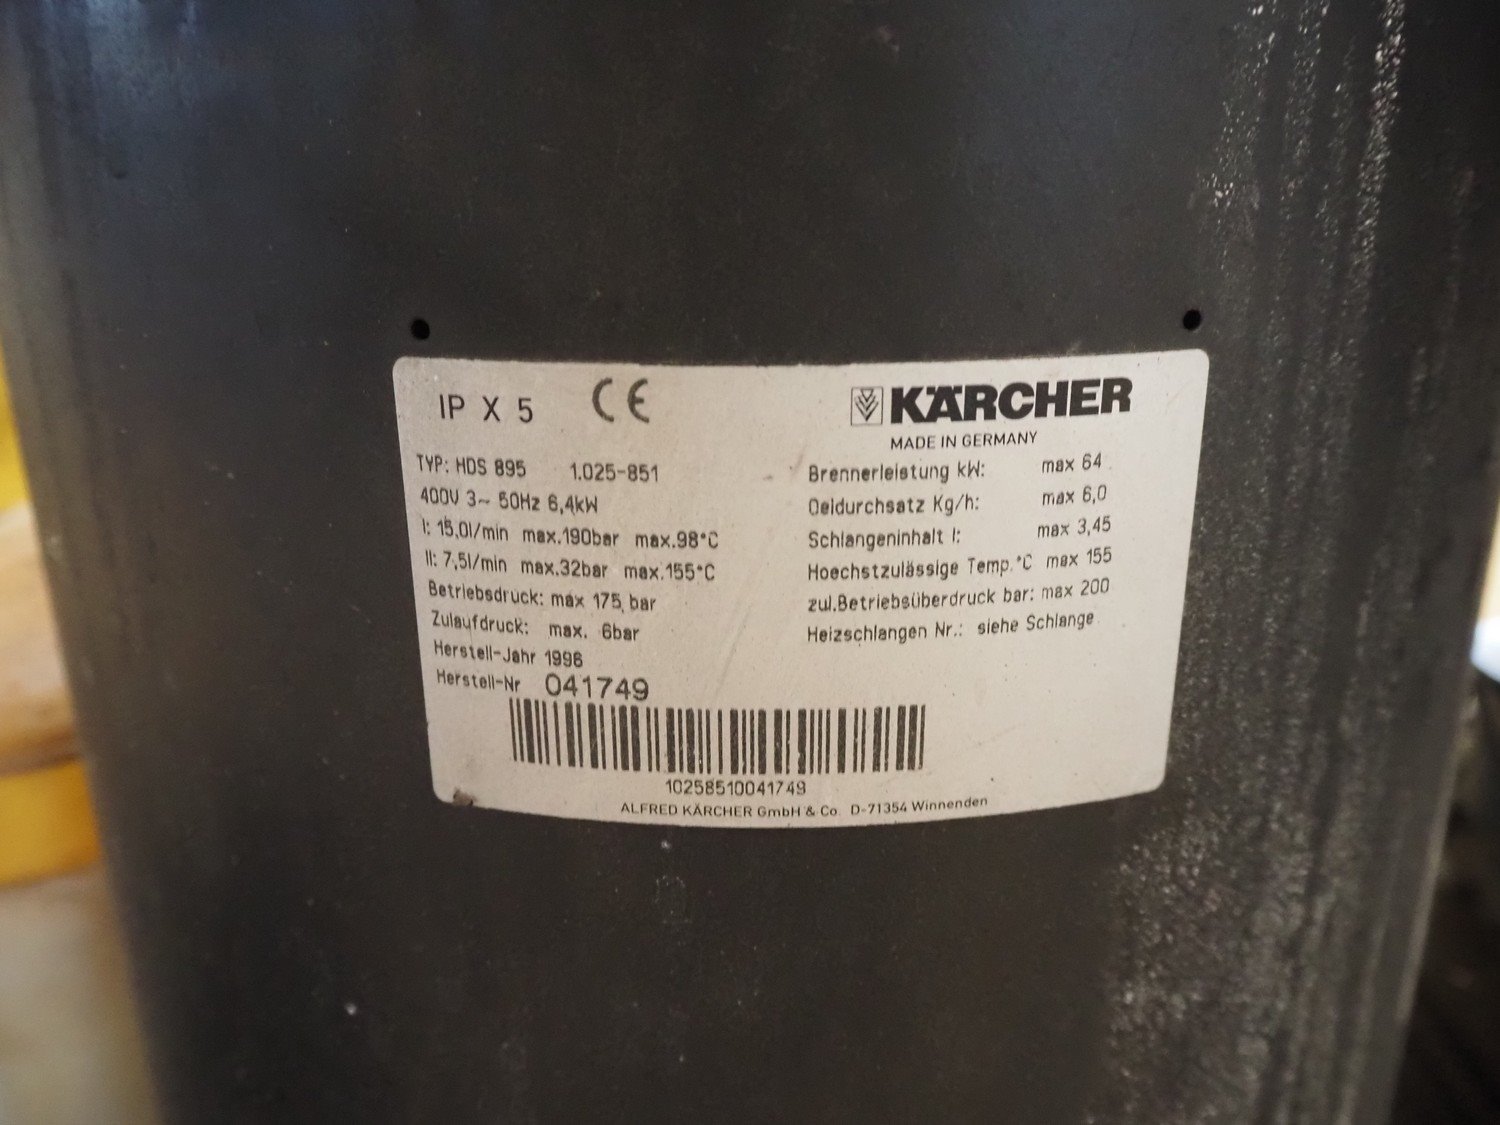 IP X 5 CE
KÄRCHER
MADE IN GERMANY
TYP: HDS 895 1.025-851
400V 3~ 50Hz 6,4kW
I: 15,0l/min max.190bar max.98°C
II: 7,5l/min max.32bar max.155°C
Betriebsdruck: max 175 bar
Zulaufdruck: max. 6bar
Herstell-Jahr 1998
Herstell-Nr 041749
Brennerleistung kW: max 64
Oeldurchsatz Kg/h: max 6,0
Schlangeninhalt l: max 3,45
Hoechstzulässige Temp.°C max 155
zul.Betriebsüberdruck bar: max 200
Heizschlangen Nr.: siehe Schlange
10258510041749
ALFRED KÄRCHER GmbH & Co. D-71354 Winnenden